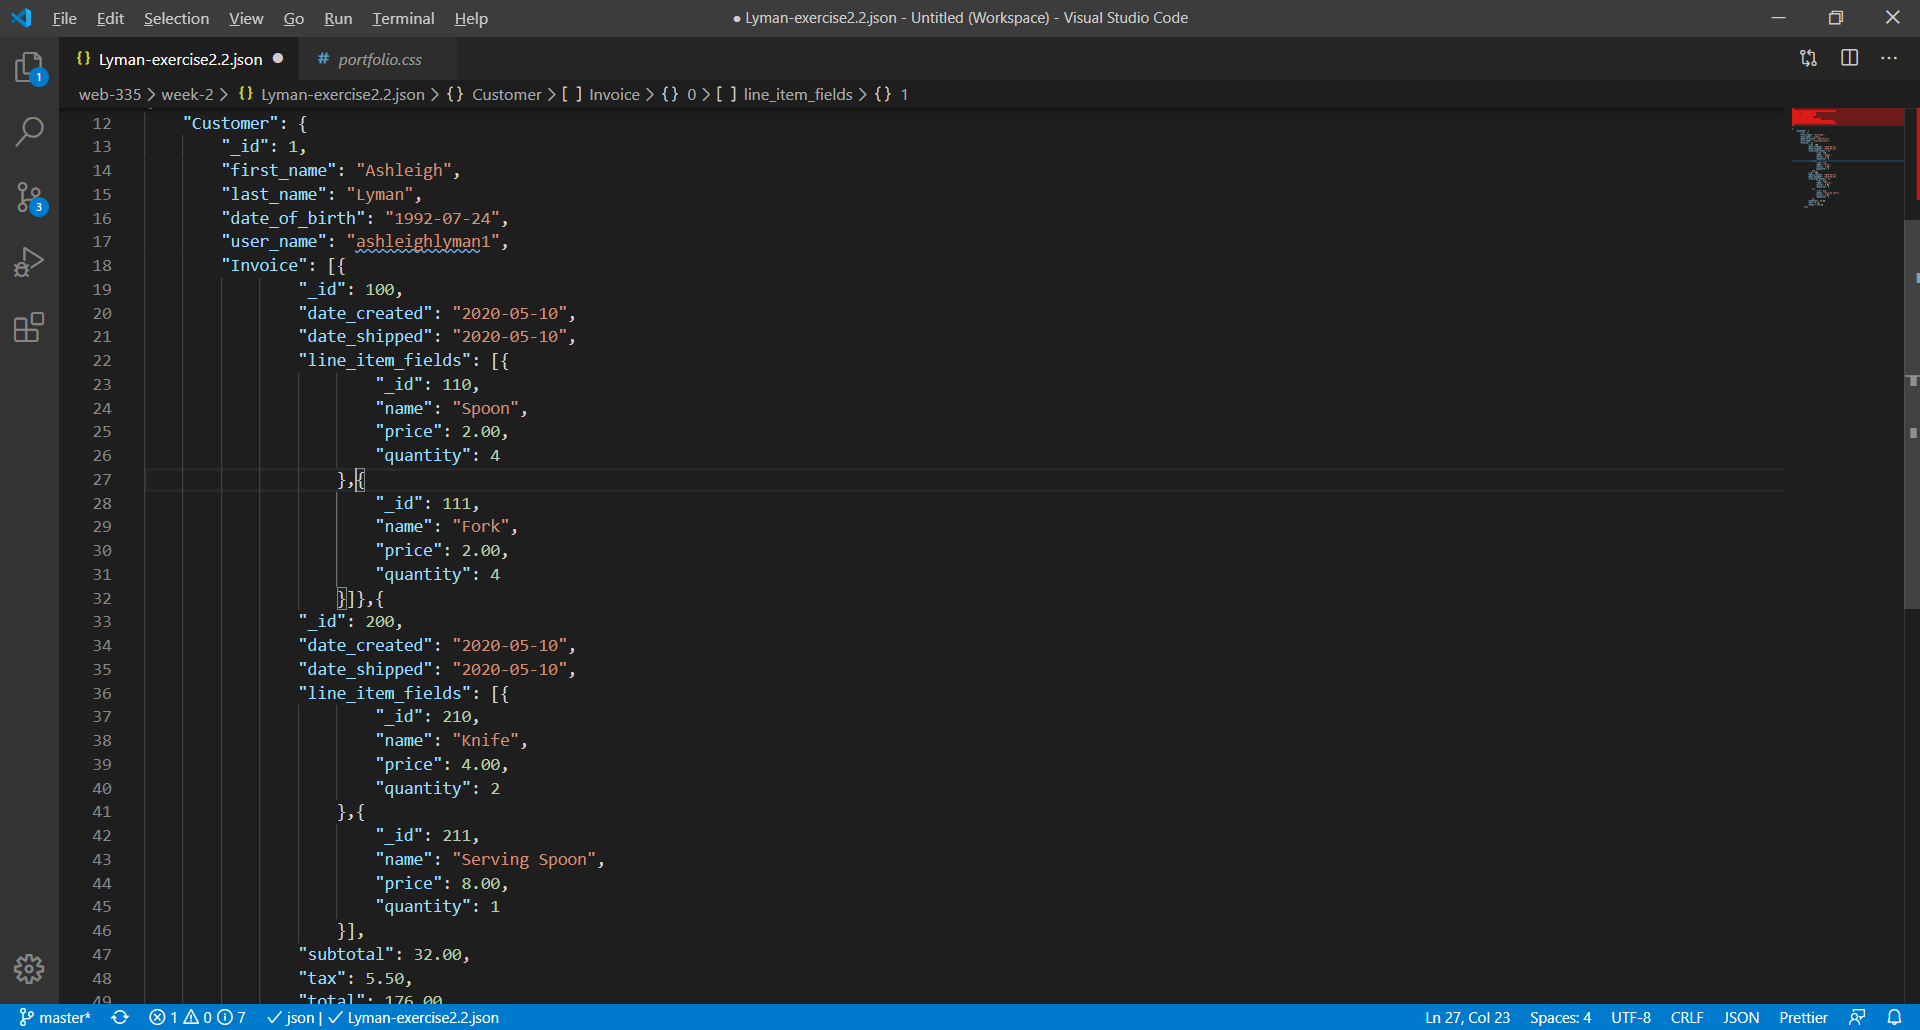 File Edit Selection View Go Run Terminal Help
● Lyman-exercise2.2.json - Untitled (Workspace) - Visual Studio Code
{} Lyman-exercise2.2.json ● # portfolio.css
web-335 > week-2 > {} Lyman-exercise2.2.json > {} Customer > [ ] Invoice > {} 0 > [ ] line_item_fields > {} 1
1
3
12 "Customer": {
13 "_id": 1,
14 "first_name": "Ashleigh",
15 "last_name": "Lyman",
16 "date_of_birth": "1992-07-24",
17 "user_name": "ashleighlyman1",
18 "Invoice": [{
19 "_id": 100,
20 "date_created": "2020-05-10",
21 "date_shipped": "2020-05-10",
22 "line_item_fields": [{
23 "_id": 110,
24 "name": "Spoon",
25 "price": 2.00,
26 "quantity": 4
27 },{
28 "_id": 111,
29 "name": "Fork",
30 "price": 2.00,
31 "quantity": 4
32 }]},{
33 "_id": 200,
34 "date_created": "2020-05-10",
35 "date_shipped": "2020-05-10",
36 "line_item_fields": [{
37 "_id": 210,
38 "name": "Knife",
39 "price": 4.00,
40 "quantity": 2
41 },{
42 "_id": 211,
43 "name": "Serving Spoon",
44 "price": 8.00,
45 "quantity": 1
46 }],
47 "subtotal": 32.00,
48 "tax": 5.50,
49 "total": 176.00
master* 1 0 7 json | Lyman-exercise2.2.json Ln 27, Col 23 Spaces: 4 UTF-8 CRLF JSON Prettier